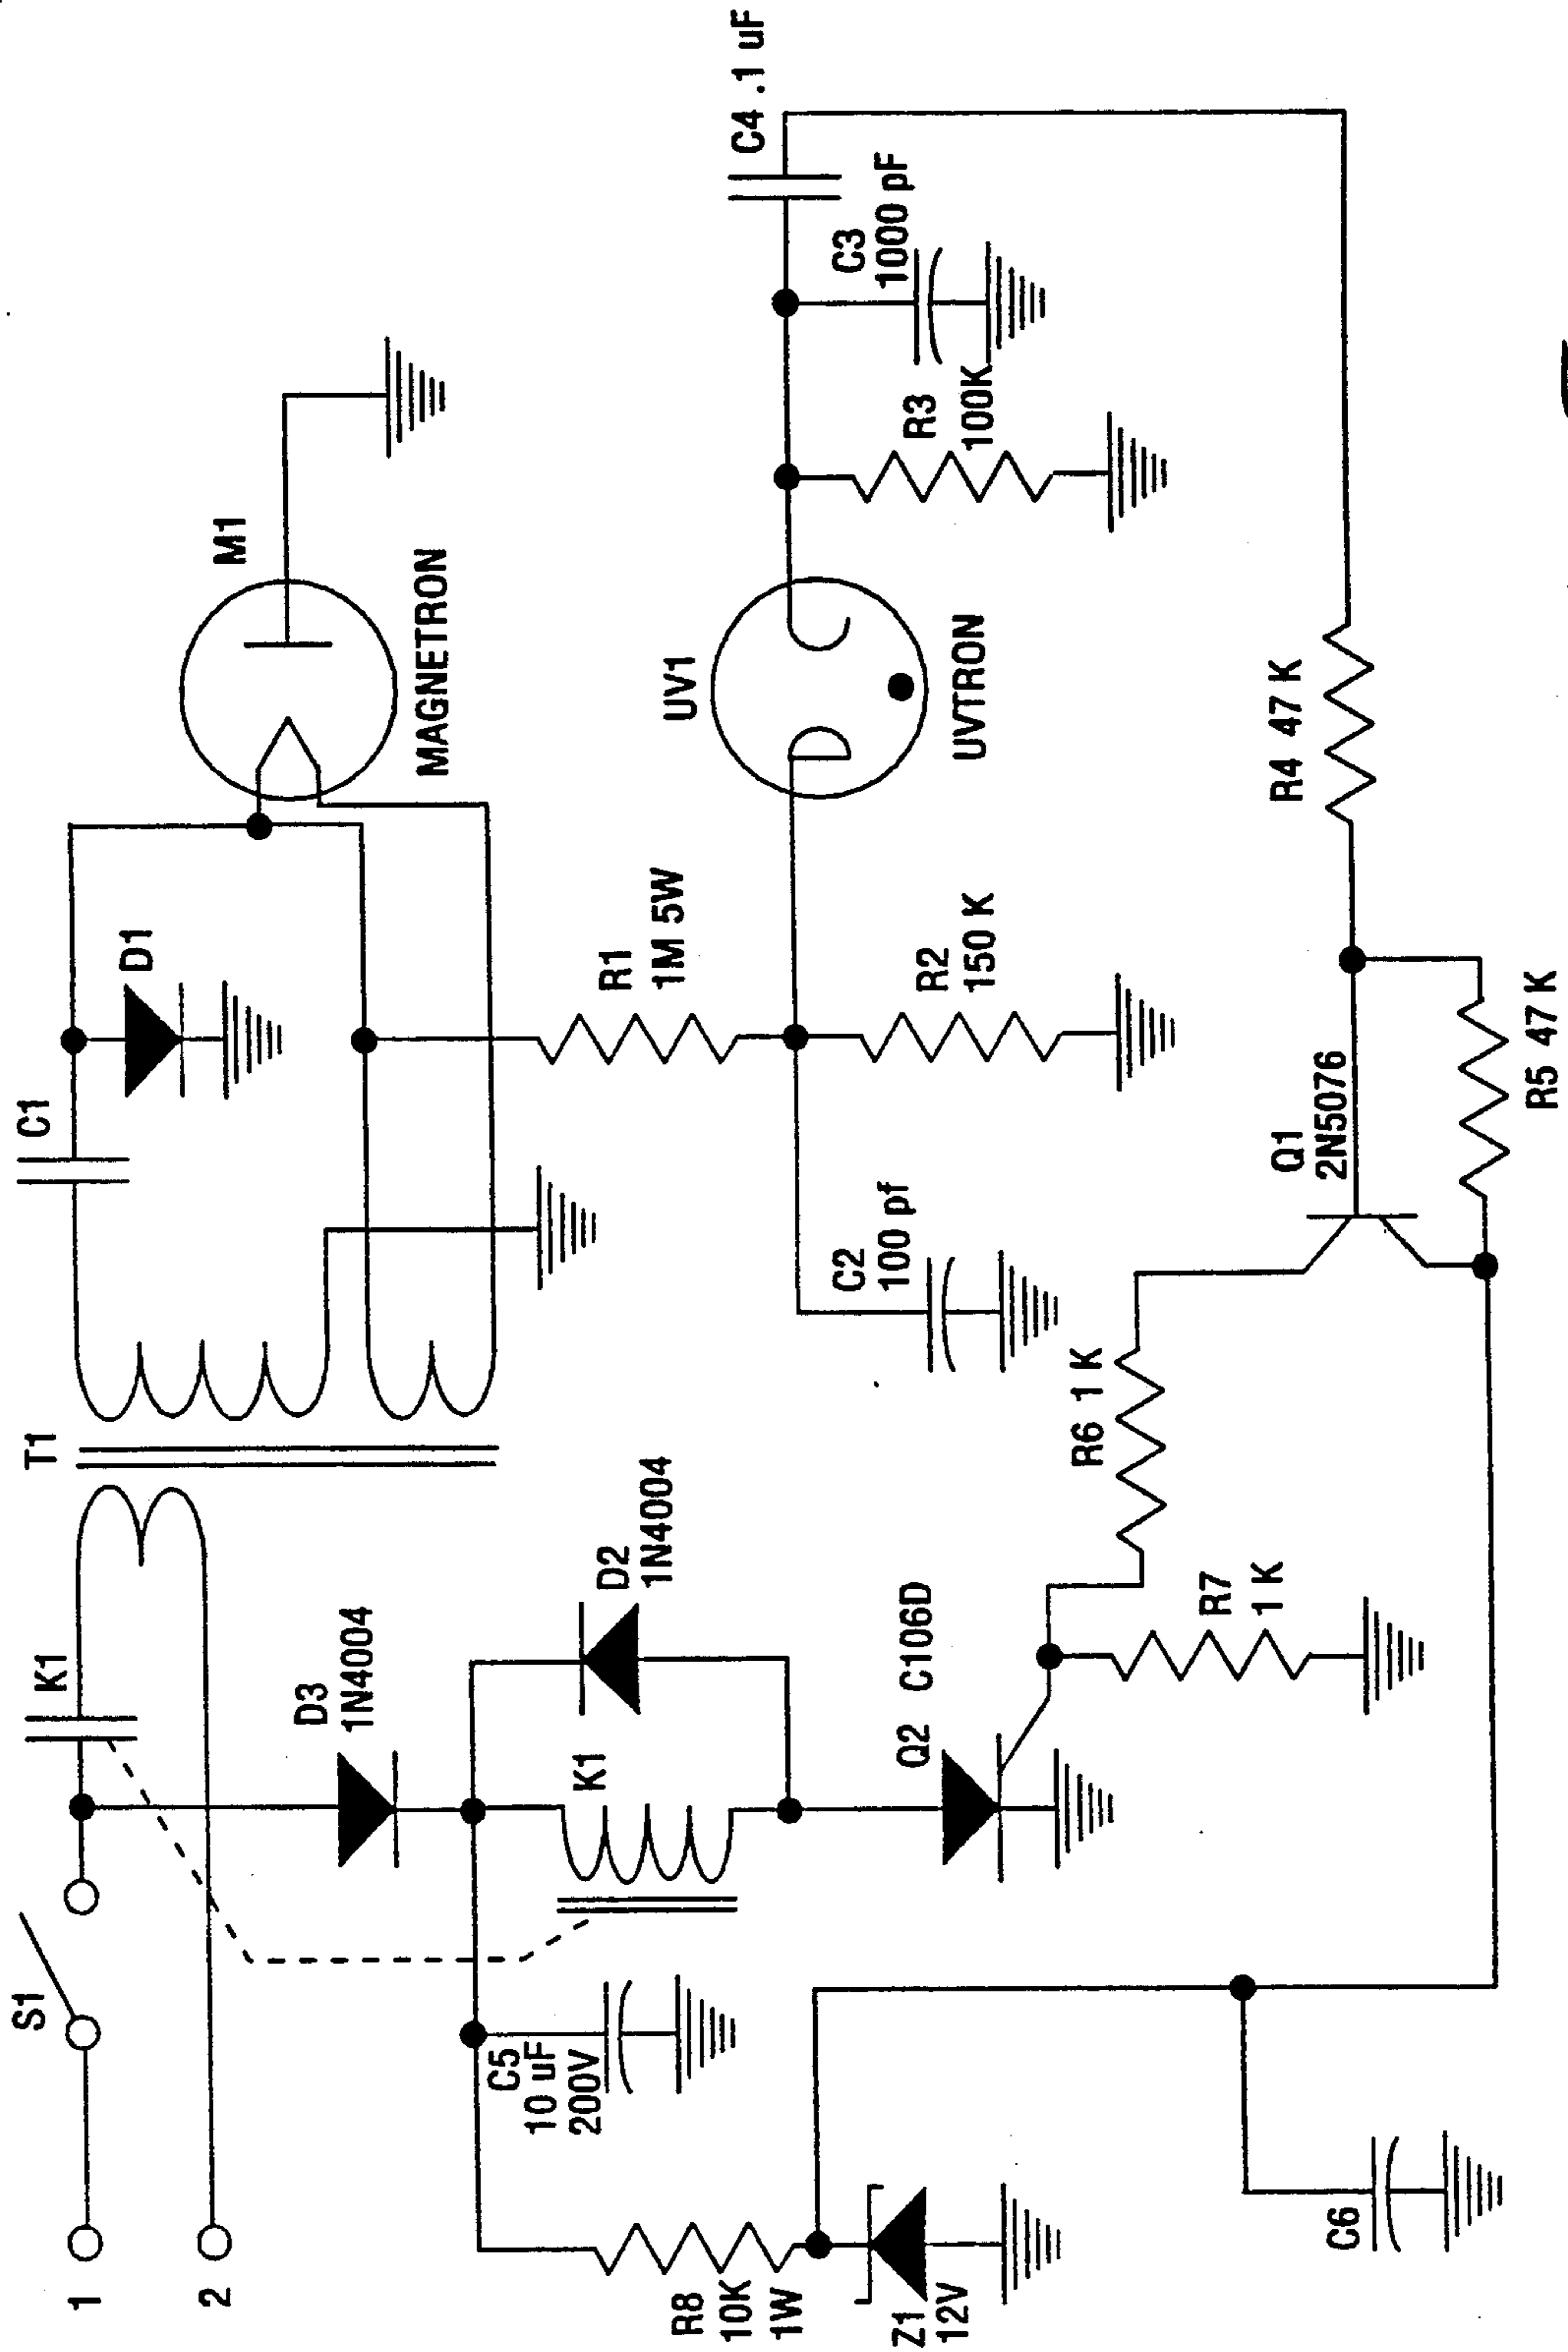 1
2
S1
K1
T1
C1
D1
M1
MAGNETRON
D3
1N4004
D2
1N4004
K1
C5
10 uF
200V
R8
10K
1W
Z1
12V
C6
Q2 C106D
R7
1 K
R6 1 K
C2
100 pf
R1
1M 5W
R2
150 K
UV1
UVTRON
R3
100K
C3
1000 pF
C4 .1 uF
Q1
2N5076
R4 47 K
R5 47 K